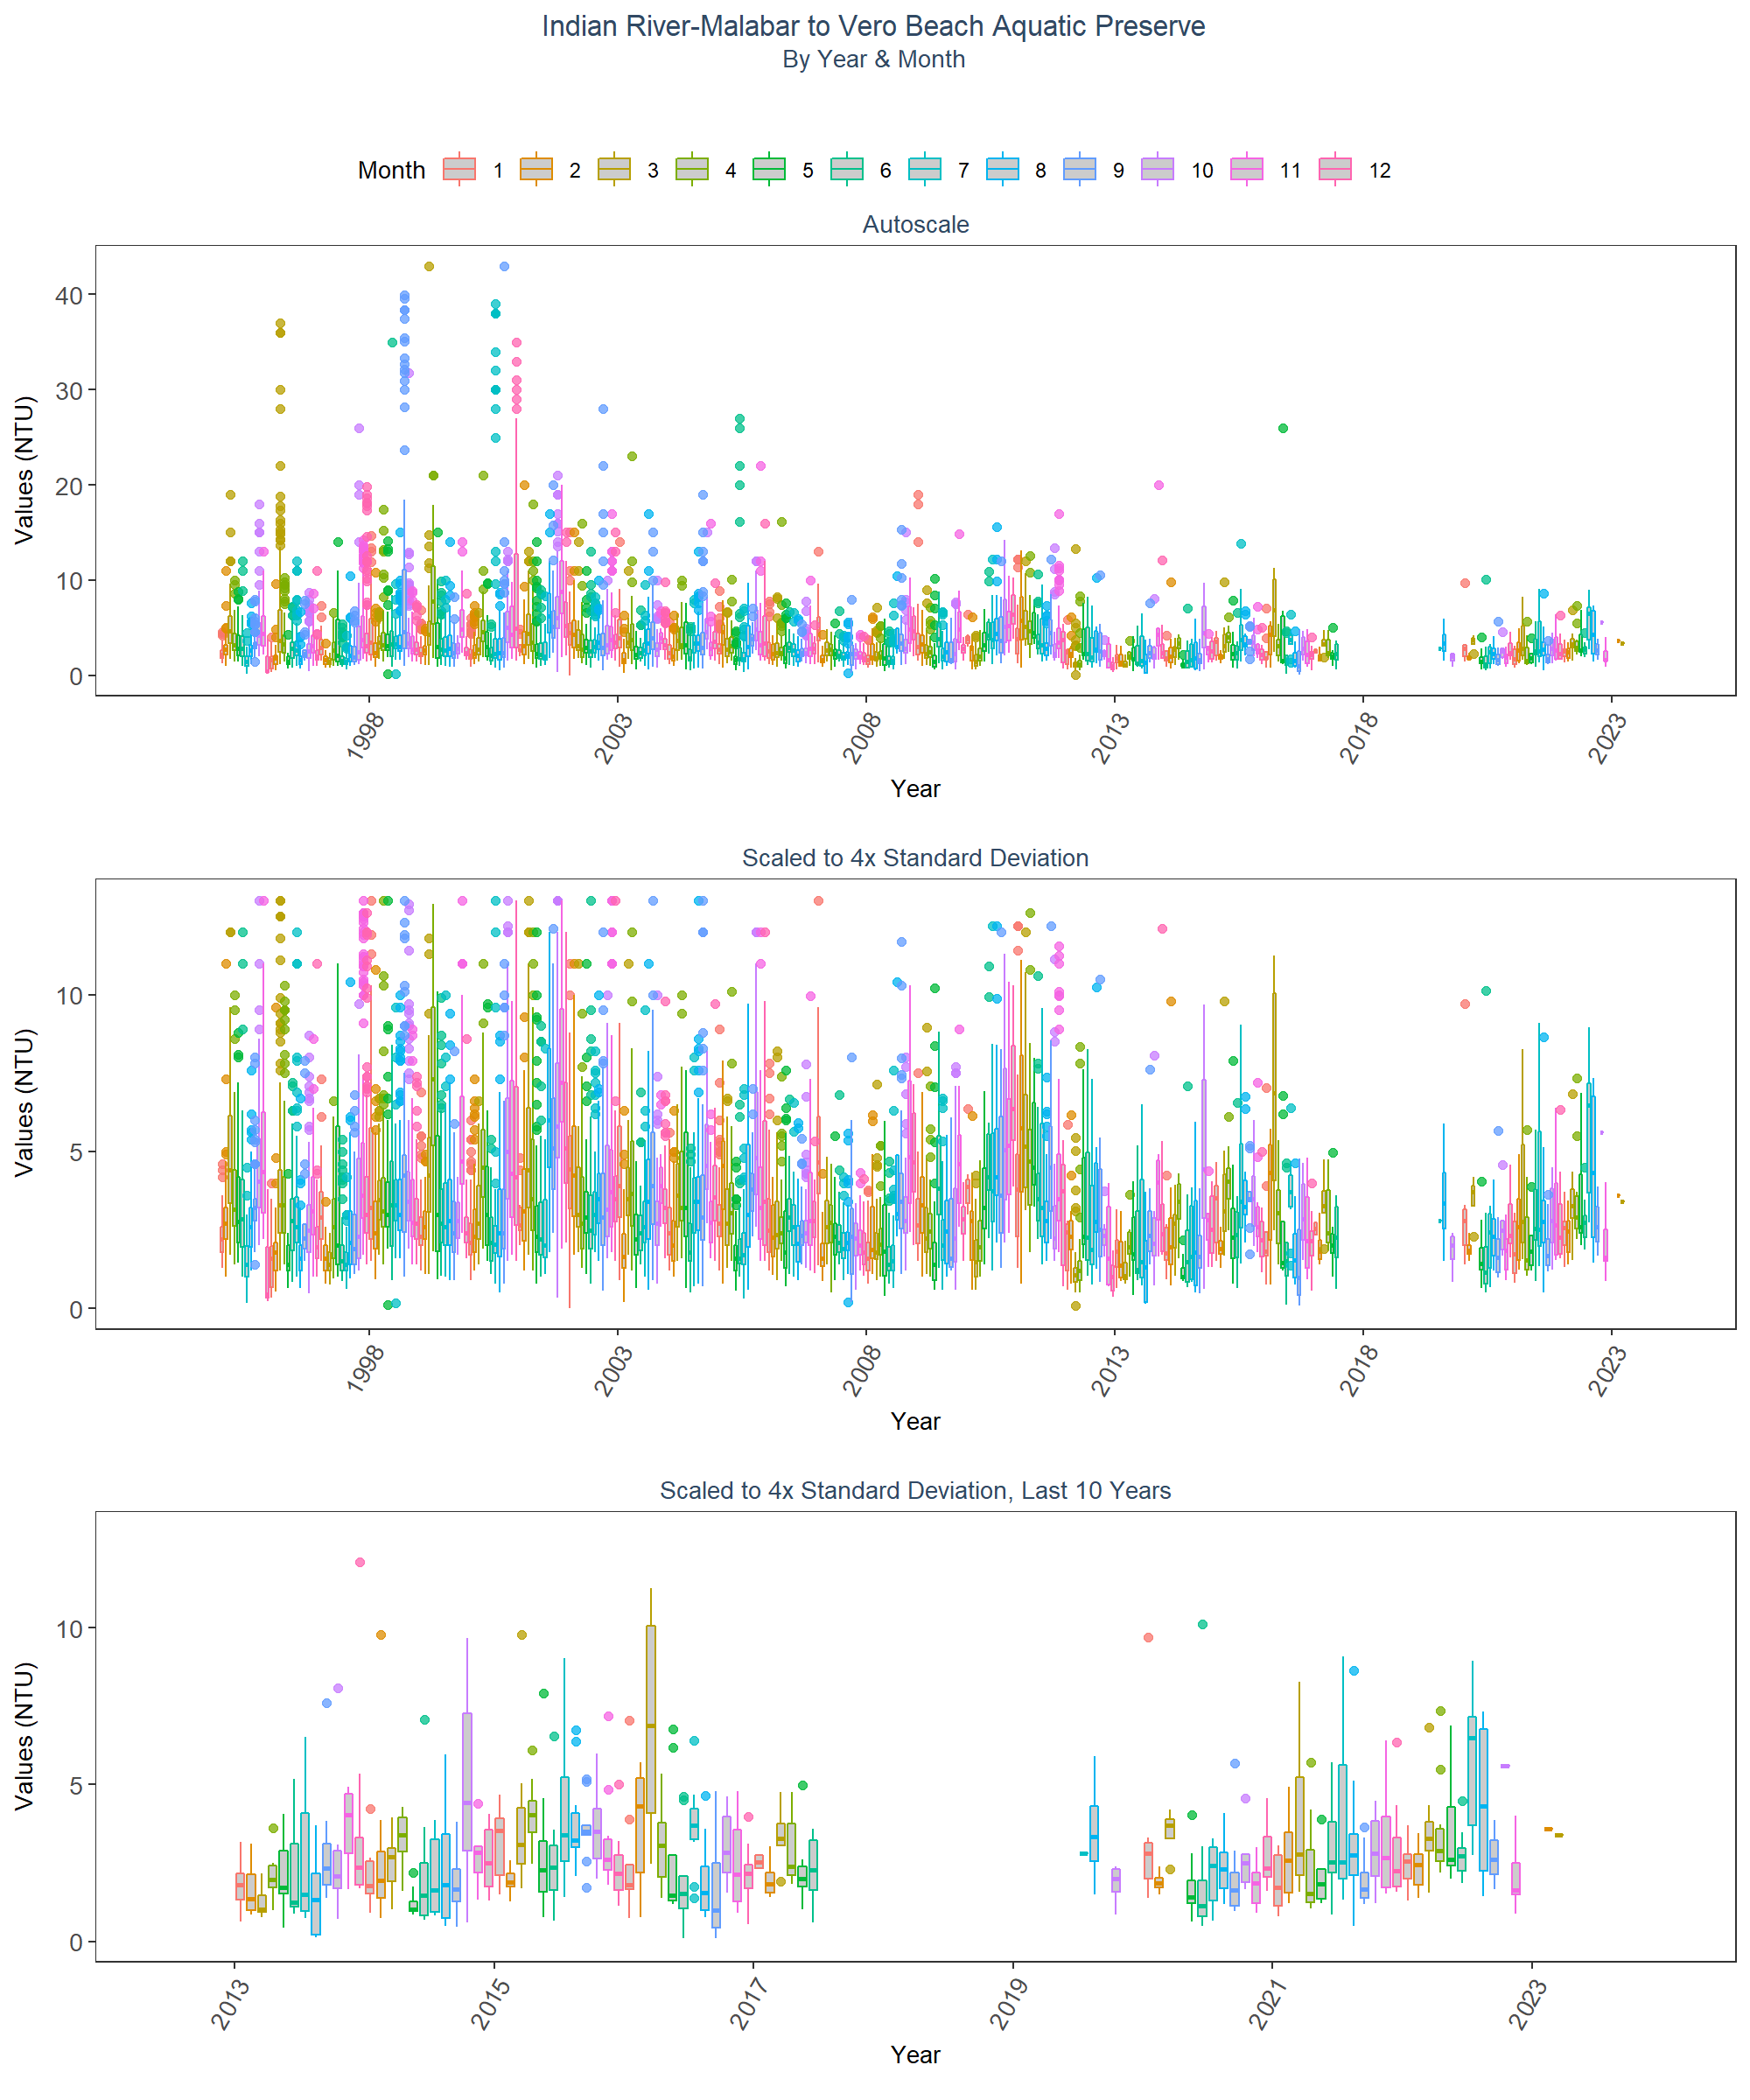 Indian River-Malabar to Vero Beach Aquatic Preserve
By Year & Month
Month 1 2 3 4 5 6 7 8 9 10 11 12
Autoscale
Values (NTU)
40
30
20
10
0
1998 2003 2008 2013 2018 2023
Year
Scaled to 4x Standard Deviation
Values (NTU)
10
5
0
1998 2003 2008 2013 2018 2023
Year
Scaled to 4x Standard Deviation, Last 10 Years
Values (NTU)
10
5
0
2013 2015 2017 2019 2021 2023
Year